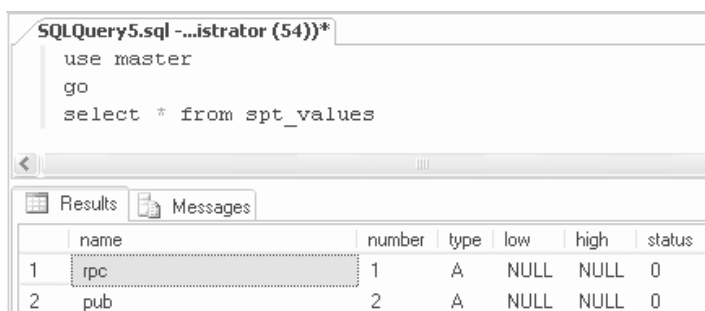 SQLQuery5.sql -...istrator (54))*
use master
go
select * from spt_values
Results Messages
name number type low high status
1 rpc 1 A NULL NULL 0
2 pub 2 A NULL NULL 0